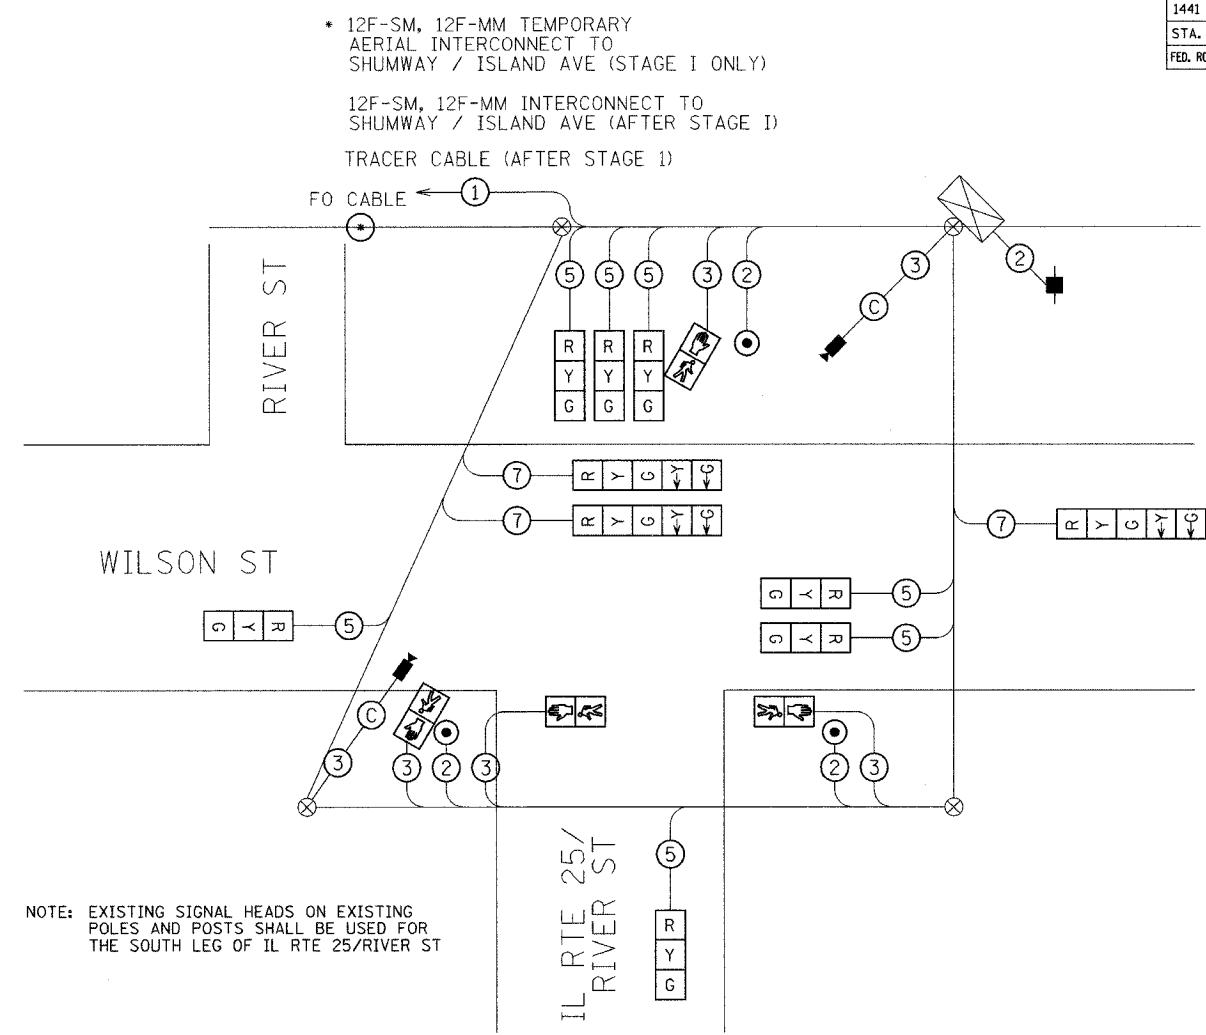 1441
STA.
* 12F-SM, 12F-MM TEMPORARY
AERIAL INTERCONNECT TO
SHUMWAY / ISLAND AVE (STAGE I ONLY)
12F-SM, 12F-MM INTERCONNECT TO
SHUMWAY / ISLAND AVE (AFTER STAGE I)
TRACER CABLE (AFTER STAGE 1)
FO CABLE
1
*
RIVER ST
5 5 5 3 2
3
2
C
R R R
Y Y Y
G G G
7
R Y G Y G
7
R Y G Y G
7
R Y G Y G
WILSON ST
G Y R
5
G Y R
5
G Y R
5
C
3
3
2
3
2
3
5
R
Y
G
IL RTE 25/
RIVER ST
NOTE: EXISTING SIGNAL HEADS ON EXISTING
POLES AND POSTS SHALL BE USED FOR
THE SOUTH LEG OF IL RTE 25/RIVER ST